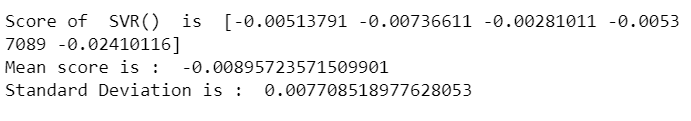 Score of  SVR()  is  [-0.00513791 -0.00736611 -0.00281011 -0.0053
7089 -0.02410116]
Mean score is :  -0.00895723571509901
Standard Deviation is :  0.007708518977628053